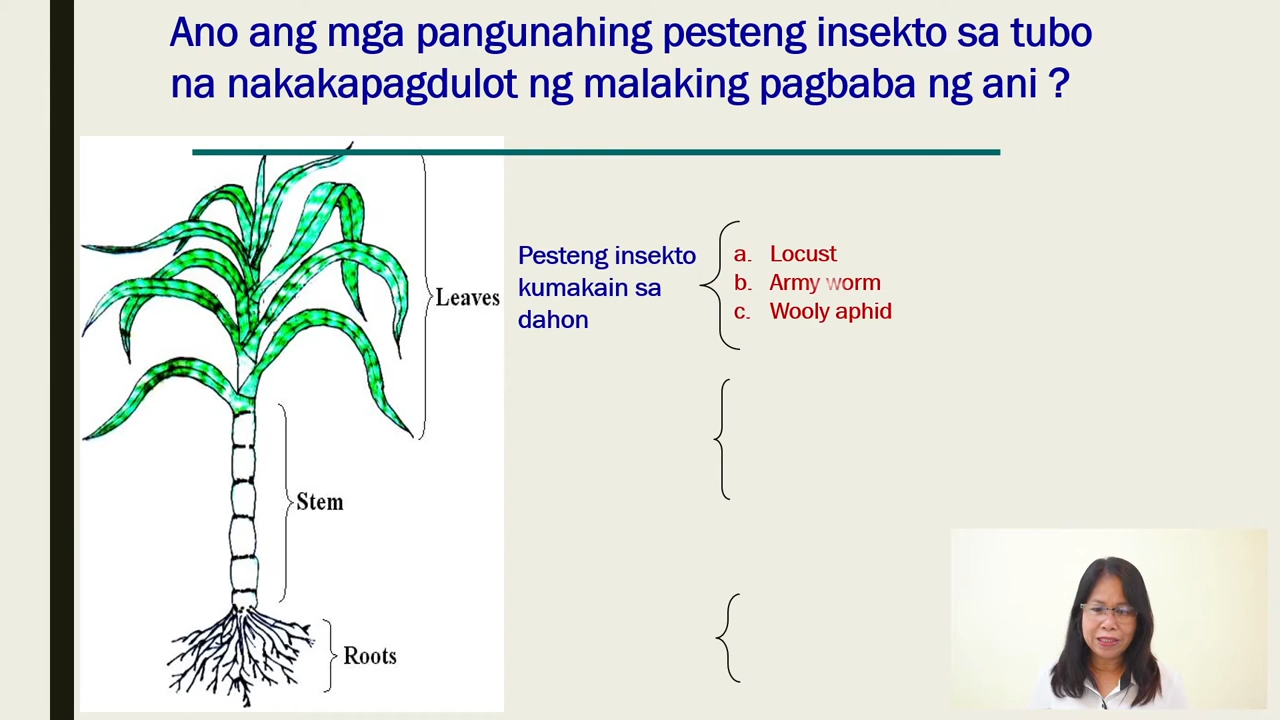 Ano ang mga pangunahing pesteng insekto sa tubo
na nakakapagdulot ng malaking pagbaba ng ani ?
Leaves
Stem
Roots
Pesteng insekto
kumakain sa
dahon
a. Locust
b. Army worm
c. Wooly aphid